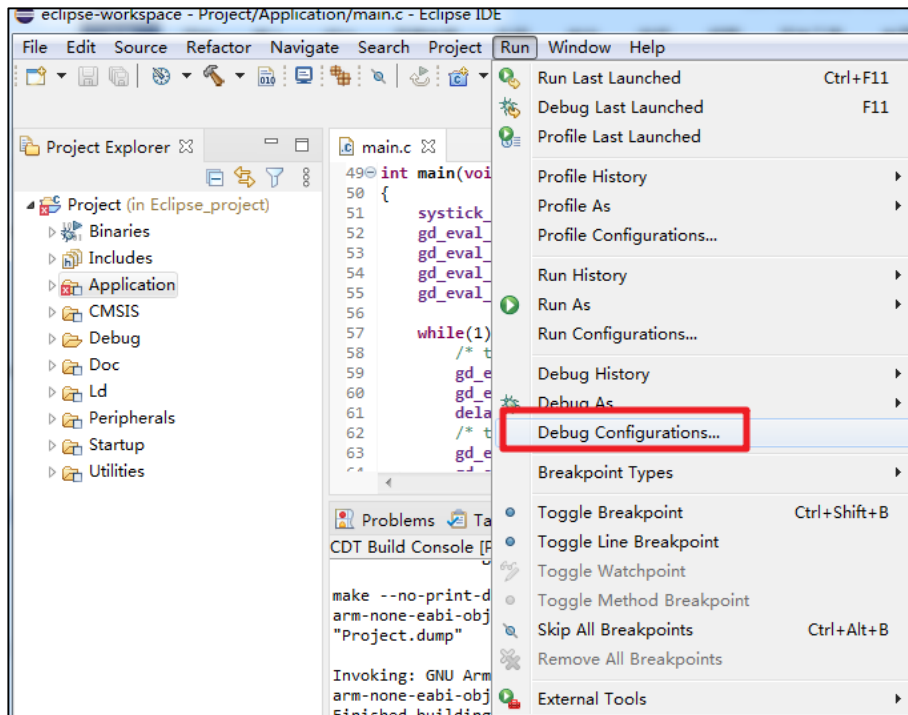 eclipse-workspace - Project/Application/main.c - Eclipse IDE
File Edit Source Refactor Navigate Search Project Run Window Help
Project Explorer
Project (in Eclipse_project)
Binaries
Includes
Application
CMSIS
Debug
Doc
Ld
Peripherals
Startup
Utilities
main.c
49 int main(voi
50 {
51 systick_
52 gd_eval_
53 gd_eval_
54 gd_eval_
55 gd_eval_
56
57 while(1)
58 /* t
59 gd_e
60 gd_e
61 dela
62 /* t
63 gd_e
Problems Ta
CDT Build Console [P
make --no-print-d
arm-none-eabi-obj
"Project.dump"
Invoking: GNU Arm
arm-none-eabi-obj
Finished building
Run Last Launched Ctrl+F11
Debug Last Launched F11
Profile Last Launched
Profile History
Profile As
Profile Configurations...
Run History
Run As
Run Configurations...
Debug History
Debug As
Debug Configurations...
Breakpoint Types
Toggle Breakpoint Ctrl+Shift+B
Toggle Line Breakpoint
Toggle Watchpoint
Toggle Method Breakpoint
Skip All Breakpoints Ctrl+Alt+B
Remove All Breakpoints
External Tools